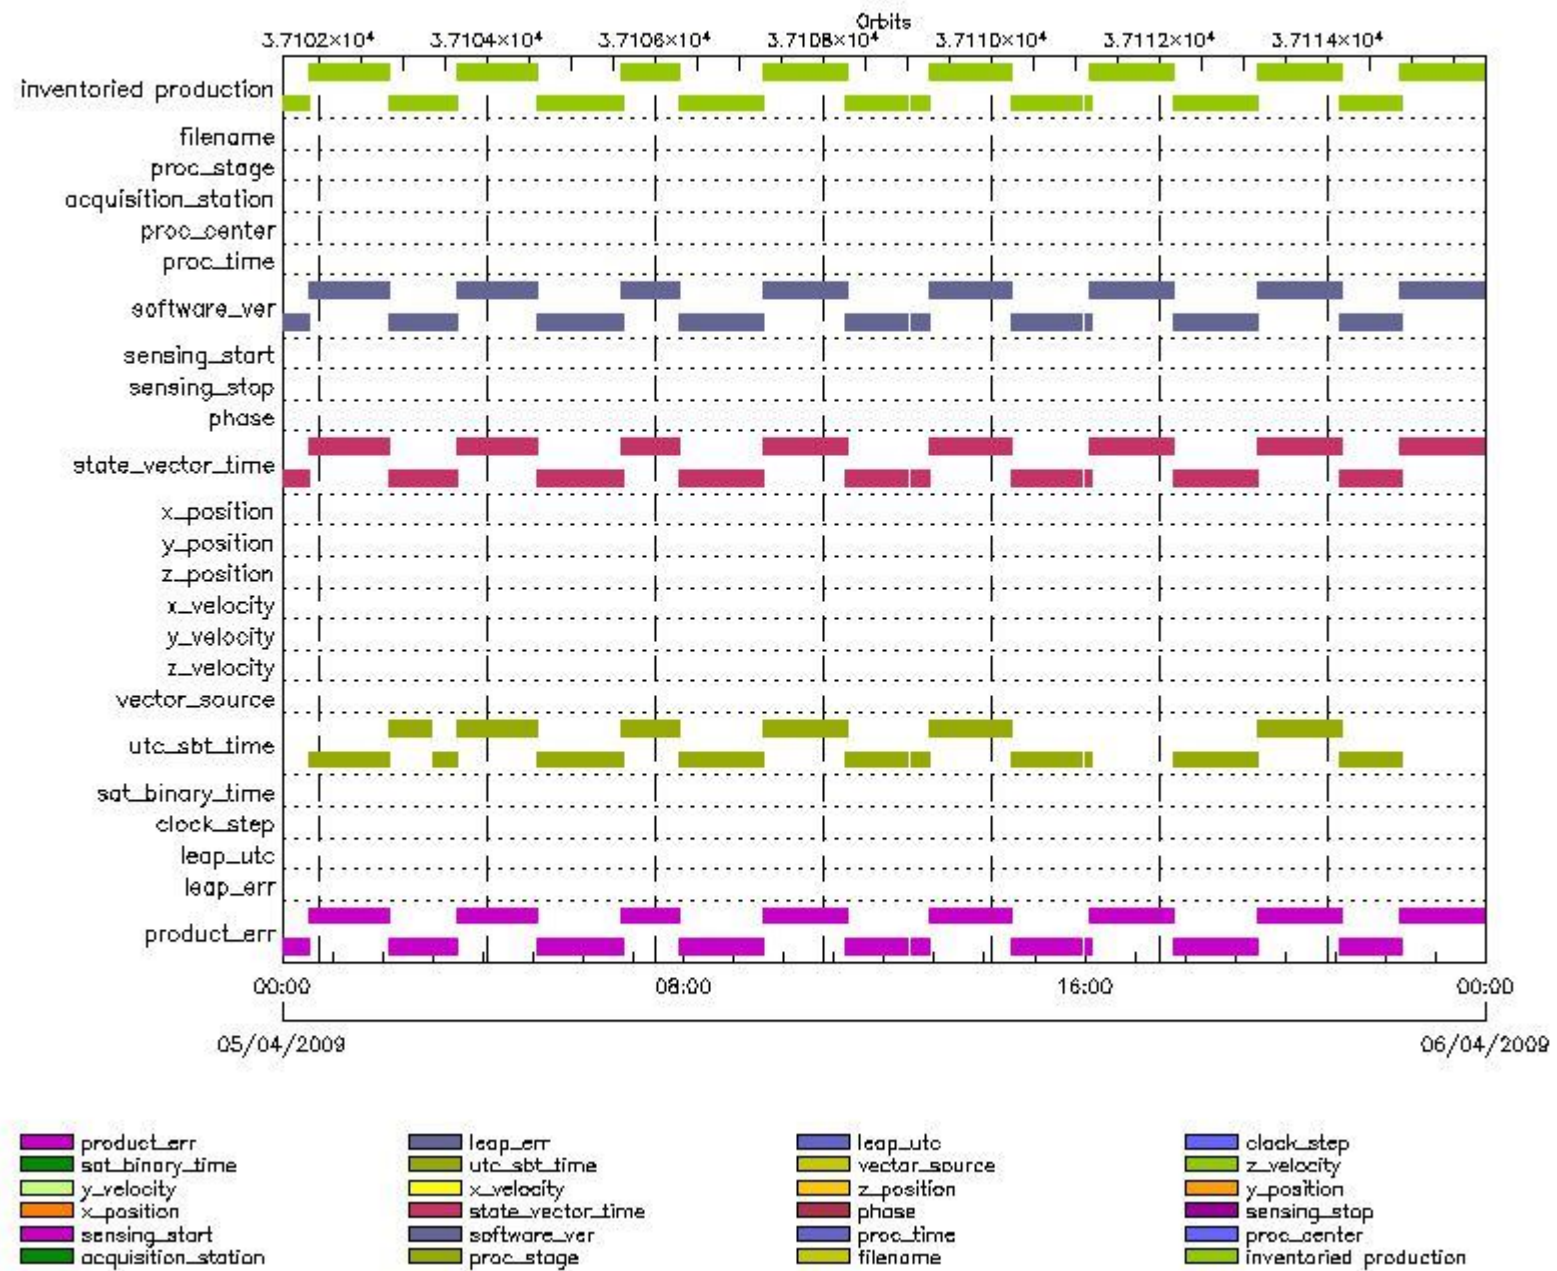 Orbits
3.7102×10⁴ 3.7104×10⁴ 3.7106×10⁴ 3.7108×10⁴ 3.7110×10⁴ 3.7112×10⁴ 3.7114×10⁴
inventoried production
filename
proc_stage
acquisition_station
proc_center
proc_time
software_ver
sensing_start
sensing_stop
phase
state_vector_time
x_position
y_position
z_position
x_velocity
y_velocity
z_velocity
vector_source
utc_sbt_time
sat_binary_time
clock_step
leap_utc
leap_err
product_err
00:00 08:00 16:00 00:00
05/04/2009 06/04/2009
product_err leap_err leap_utc clock_step
sat_binary_time utc_sbt_time vector_source z_velocity
y_velocity x_velocity z_position y_position
x_position state_vector_time phase sensing_stop
sensing_start software_ver proc_time proc_center
acquisition_station proc_stage filename inventoried production